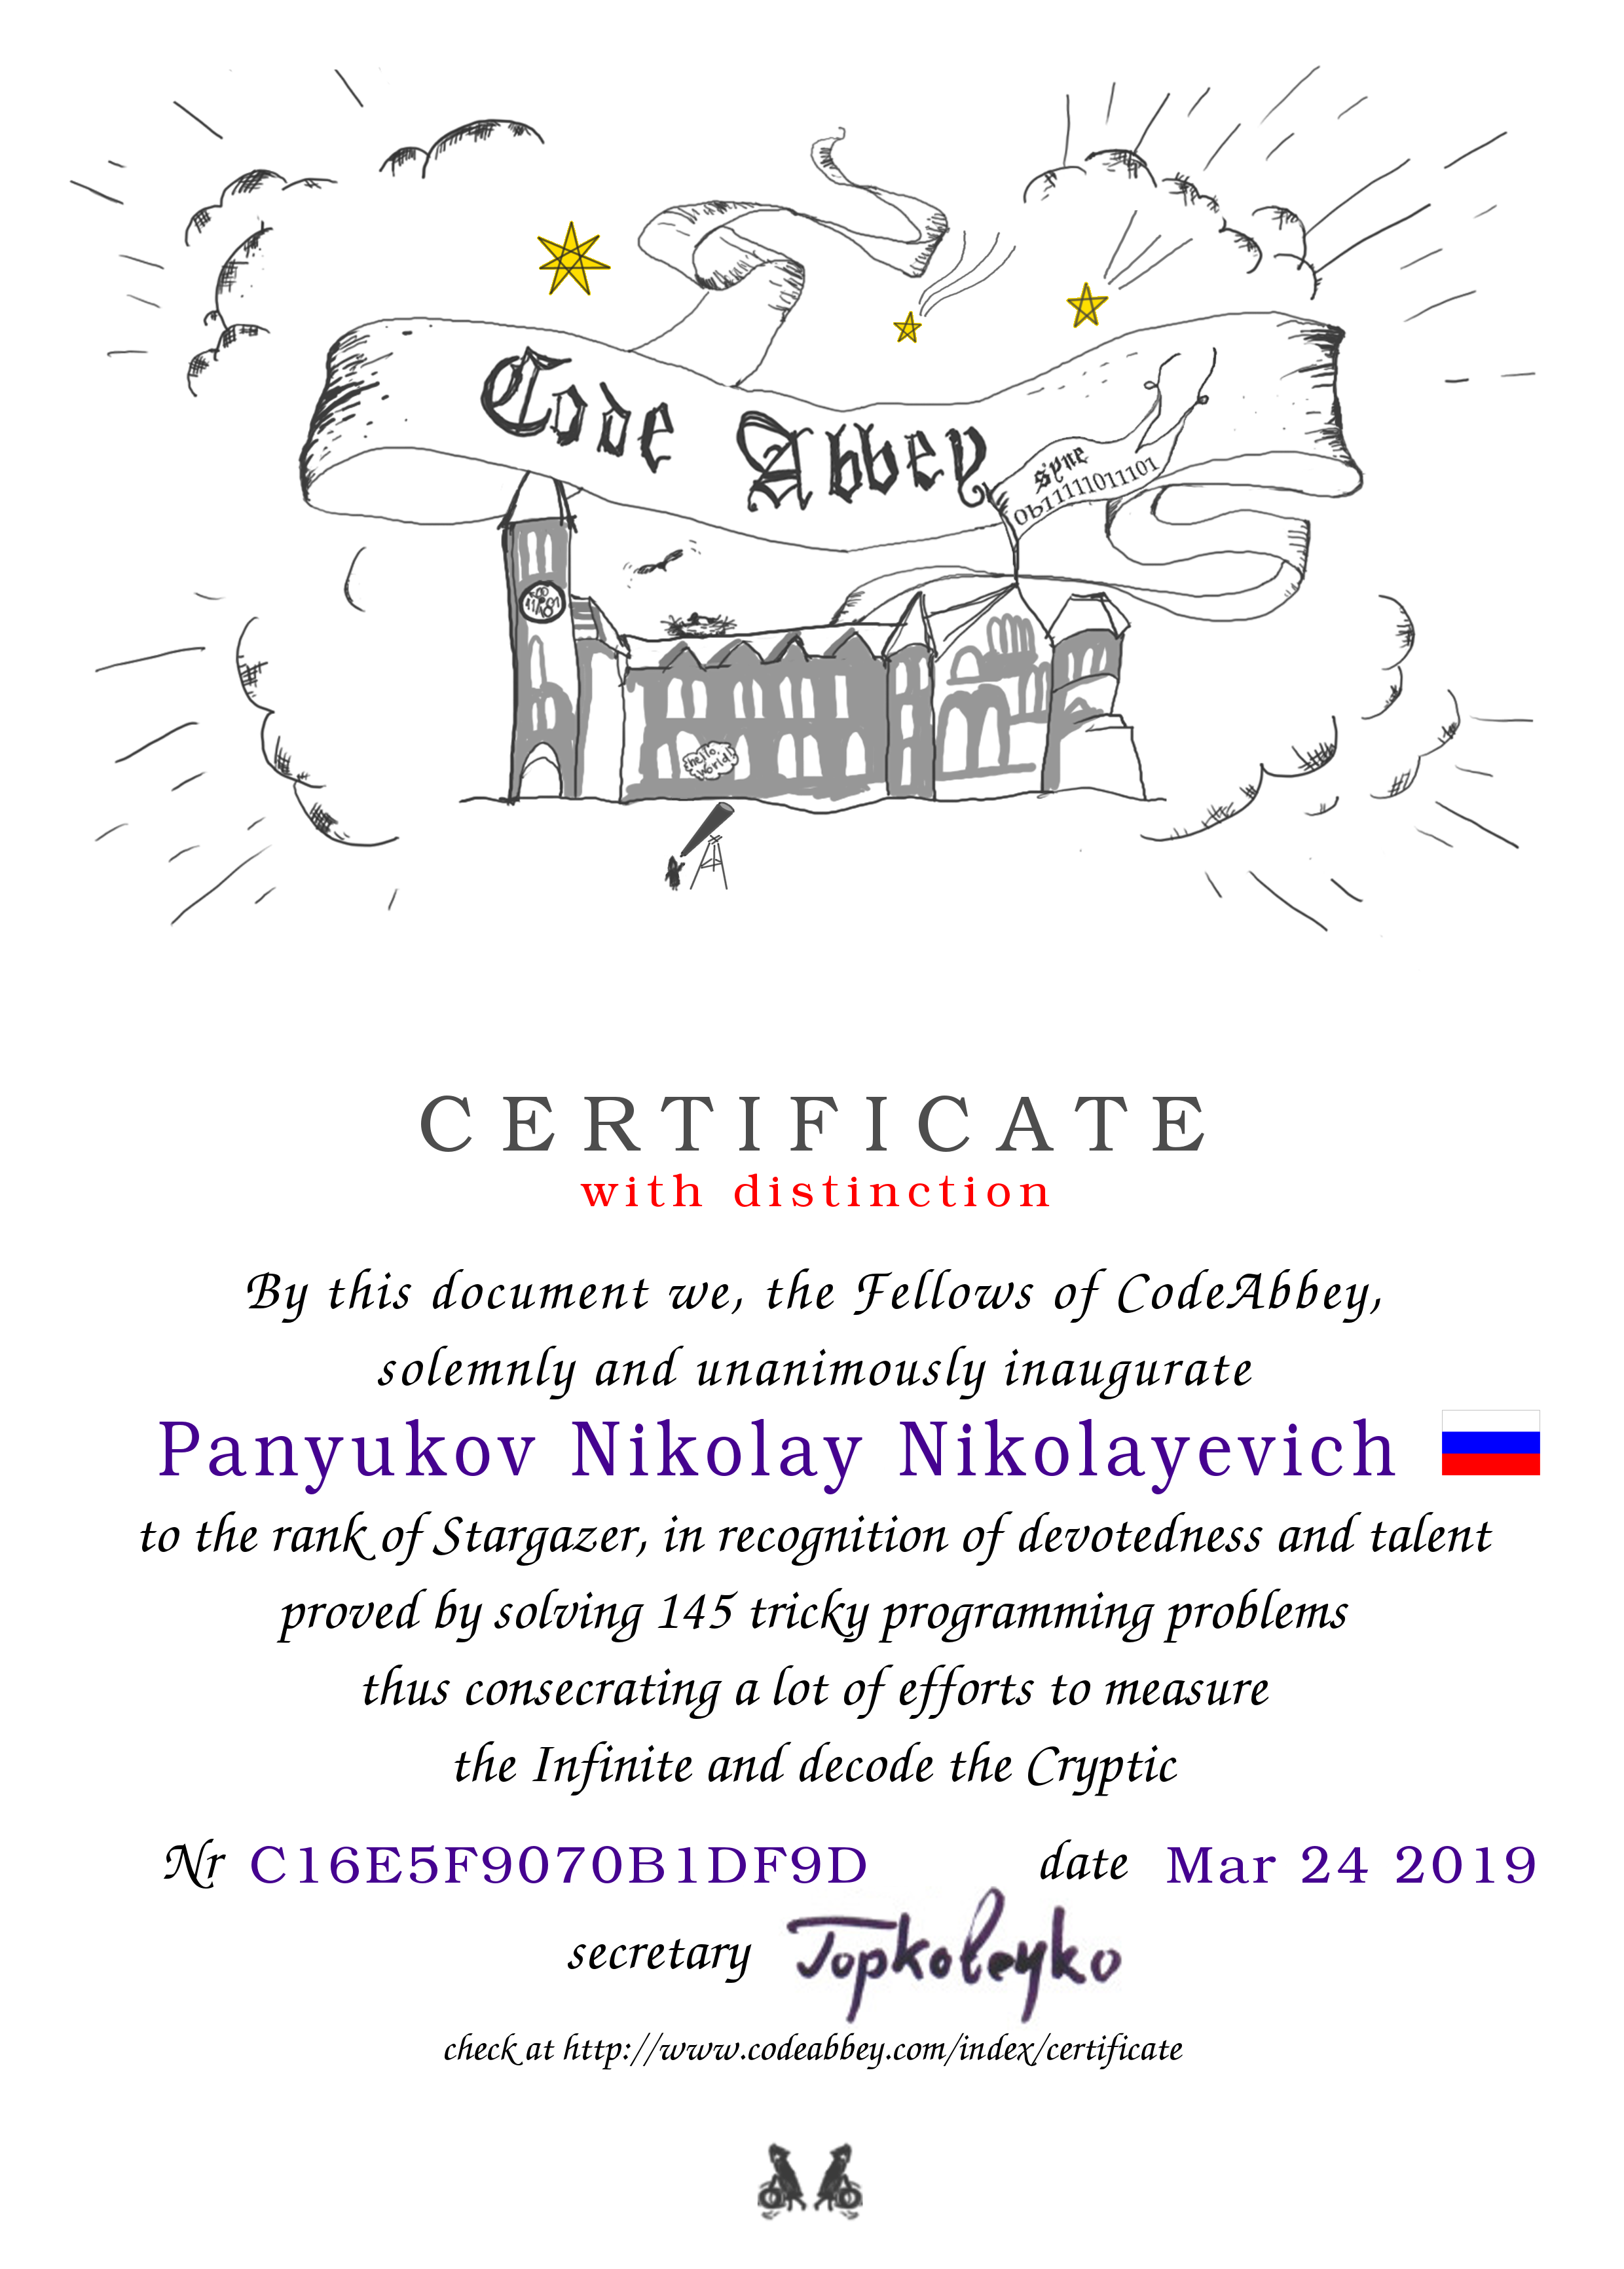 Code Abbey
syne
0b11111011101
hello,
world!
CERTIFICATE
with distinction
By this document we, the Fellows of CodeAbbey,
solemnly and unanimously inaugurate
Panyukov Nikolay Nikolayevich
to the rank of Stargazer, in recognition of devotedness and talent
proved by solving 145 tricky programming problems
thus consecrating a lot of efforts to measure
the Infinite and decode the Cryptic
Nr C16E5F9070B1DF9D date Mar 24 2019
secretary
check at http://www.codeabbey.com/index/certificate